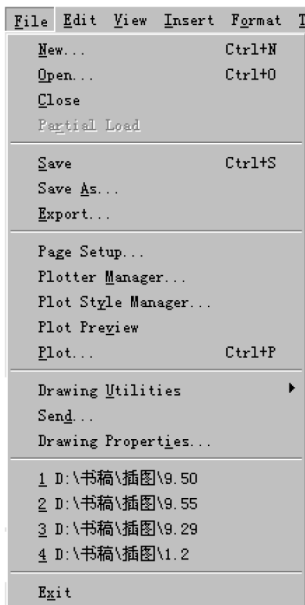 File Edit View Insert Format T
New... Ctrl+N
Open... Ctrl+O
Close
Partial Load
Save Ctrl+S
Save As...
Export...
Page Setup...
Plotter Manager...
Plot Style Manager...
Plot Preview
Plot... Ctrl+P
Drawing Utilities
Send...
Drawing Properties...
1 D:\书稿\插图\9.50
2 D:\书稿\插图\9.55
3 D:\书稿\插图\9.29
4 D:\书稿\插图\1.2
Exit